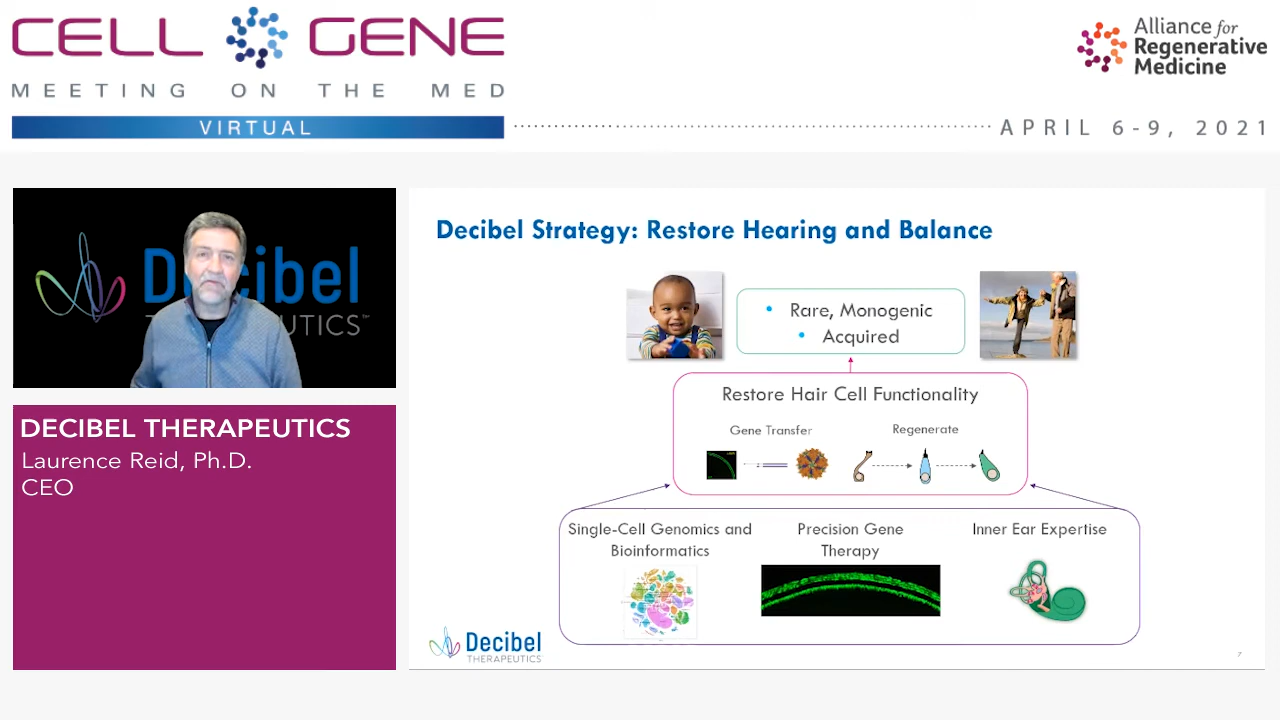 CELL GENE
MEETING ON THE MED
VIRTUAL
Alliance for
Regenerative
Medicine
APRIL 6-9, 2021
DECIBEL THERAPEUTICS
Laurence Reid, Ph.D.
CEO
Decibel Strategy: Restore Hearing and Balance
• Rare, Monogenic
• Acquired
Restore Hair Cell Functionality
Gene Transfer
Regenerate
Single-Cell Genomics and
Bioinformatics
Precision Gene
Therapy
Inner Ear Expertise
Decibel
THERAPEUTICS
7